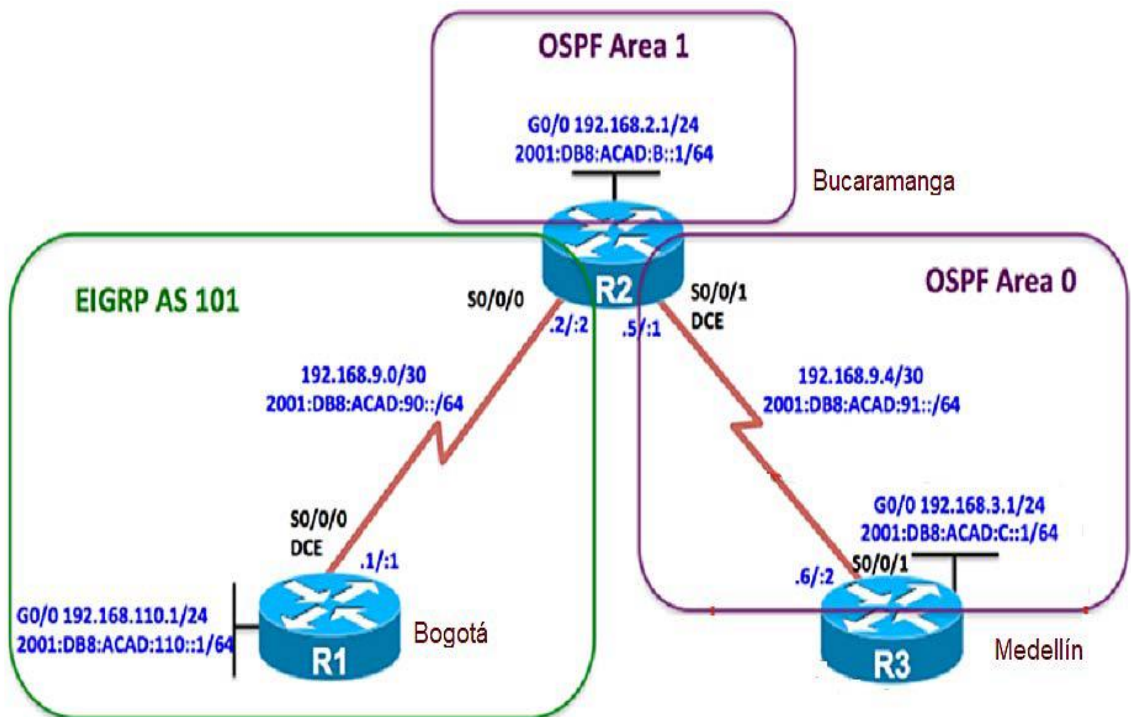 OSPF Area 1
G0/0 192.168.2.1/24
2001:DB8:ACAD:B::1/64
Bucaramanga
R2
EIGRP AS 101
S0/0/0
.2/:2
.5/:1
S0/0/1
DCE
OSPF Area 0
192.168.9.0/30
2001:DB8:ACAD:90::/64
192.168.9.4/30
2001:DB8:ACAD:91::/64
S0/0/0
DCE
.1/:1
G0/0 192.168.3.1/24
2001:DB8:ACAD:C::1/64
.6/:2
S0/0/1
G0/0 192.168.110.1/24
2001:DB8:ACAD:110::1/64
R1
Bogotá
R3
Medellín